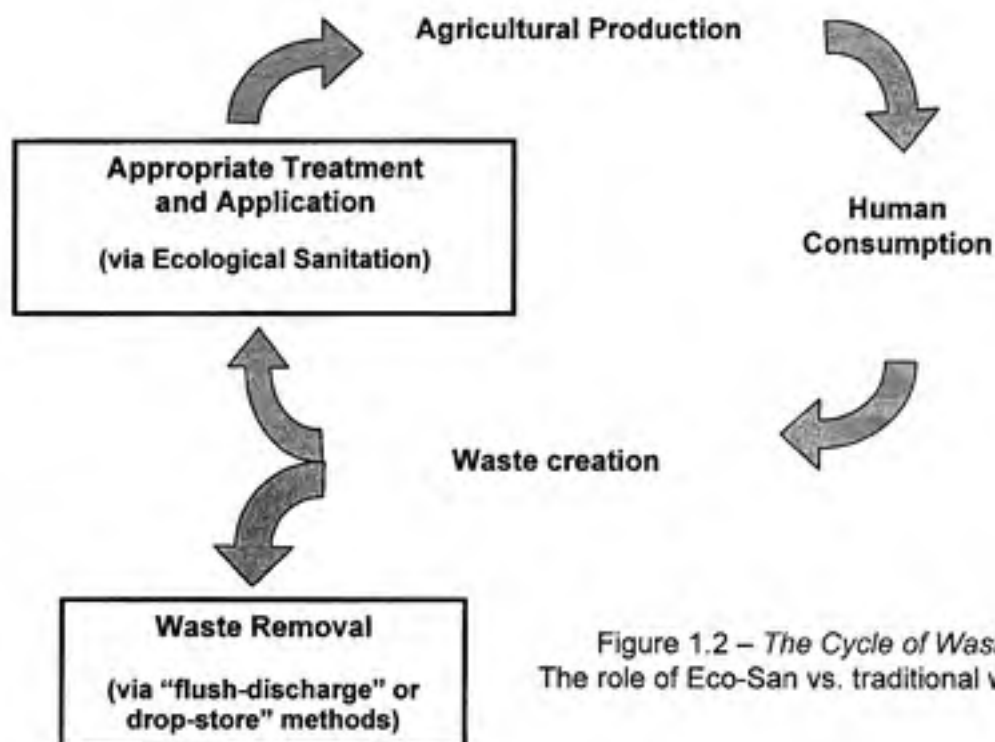 Agricultural Production
Appropriate Treatment
and Application
(via Ecological Sanitation)
Human
Consumption
Waste creation
Waste Removal
(via "flush-discharge" or
drop-store" methods)
Figure 1.2 – The Cycle of
The role of Eco-San vs. traditional